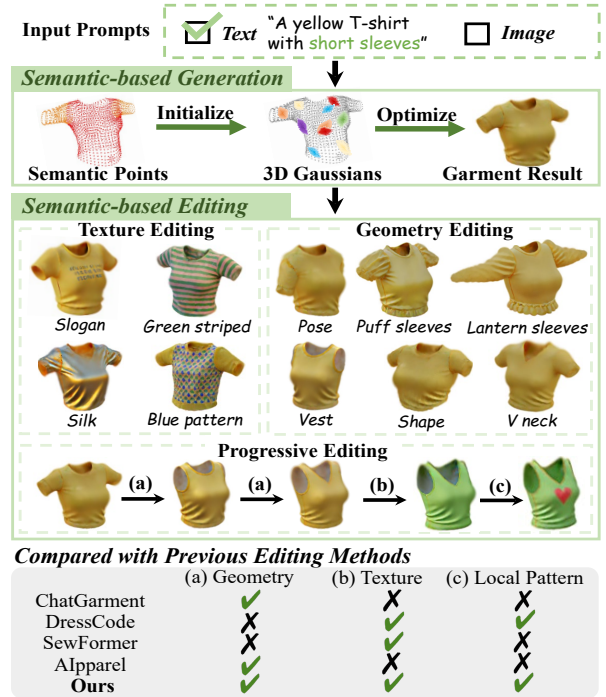 Input Prompts
Text
"A yellow T-shirt
with short sleeves"
Image
Semantic-based Generation
Initialize
Optimize
Semantic Points
3D Gaussians
Garment Result
Semantic-based Editing
Texture Editing
Geometry Editing
Slogan
Green striped
Pose
Puff sleeves
Lantern sleeves
Silk
Blue pattern
Vest
Shape
V neck
Progressive Editing
(a)
(a)
(b)
(c)
Compared with Previous Editing Methods
(a) Geometry
(b) Texture
(c) Local Pattern
ChatGarment
✓ ✗ ✗
DressCode
✗ ✓ ✓
SewFormer
✗ ✓ ✗
AIpparel
✓ ✗ ✗
Ours
✓ ✓ ✓